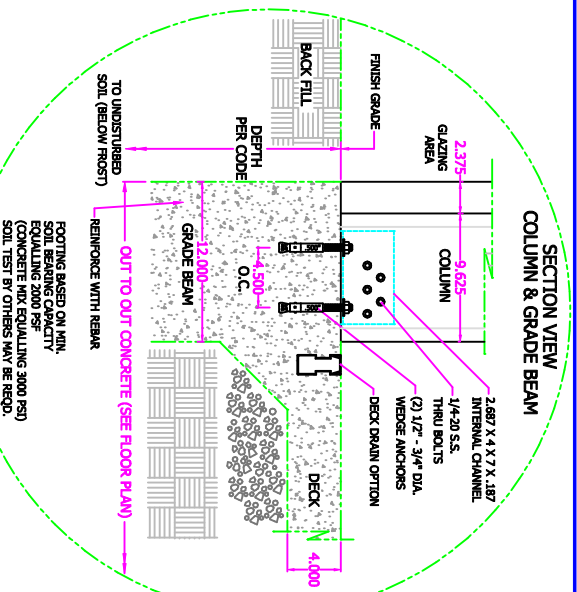 SECTION VIEW
COLUMN & GRADE BEAM
2.375
GLAZING
AREA
9.625
COLUMN
2.687 X 4 X 7 X .187
INTERNAL CHANNEL
1/4-20 S.S.
THRU BOLTS
(2) 1/2" - 3/4" DIA.
WEDGE ANCHORS
DECK DRAIN OPTION
FINISH GRADE
BACK FILL
DEPTH
PER CODE
TO UNDISTURBED
SOIL (BELOW FROST)
.500"
.500"
4.500
O.C.
12.000
GRADE BEAM
DECK
4.000
REINFORCE WITH REBAR
OUT TO OUT CONCRETE (SEE FLOOR PLAN)
FOOTING BASED ON MIN.
SOIL BEARING CAPACITY
EQUALLING 2000 PSF
(CONCRETE MIX EQUALLING 3000 PSI)
SOIL TEST BY OTHERS MAY BE REQD.